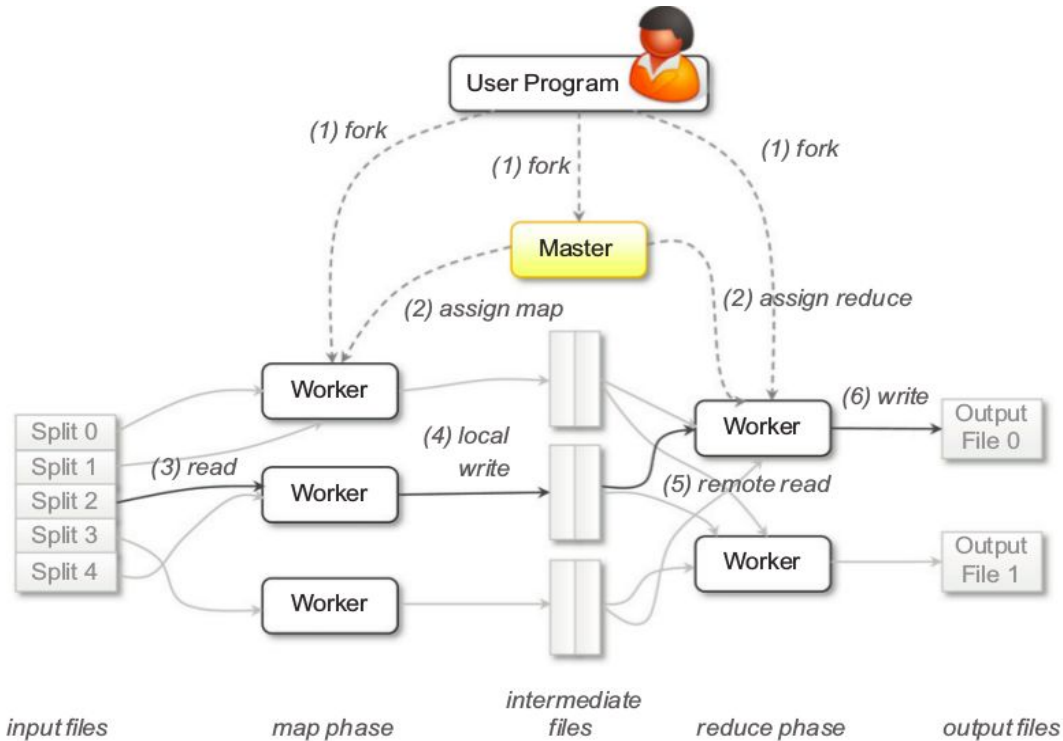 User Program
(1) fork
(1) fork
(1) fork
Master
(2) assign map
(2) assign reduce
Worker
Split 0
Split 1
Split 2
Split 3
Split 4
(3) read
Worker
(4) local
write
Worker
(5) remote read
Worker
(6) write
Output
File 0
Worker
Output
File 1
input files
map phase
intermediate
files
reduce phase
output files